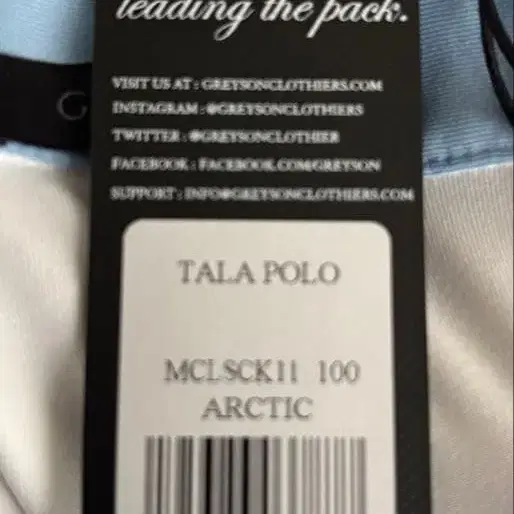 leading the pack.
VISIT US AT : GREYSONCLOTHIERS.COM
INSTAGRAM : @GREYSONCLOTHIERS
TWITTER : @GREYSONCLOTHIER
FACEBOOK : FACEBOOK.COM/GREYSON
SUPPORT : INFO@GREYSONCLOTHIERS.COM
G
TALA POLO
MCLSCK11 100
ARCTIC